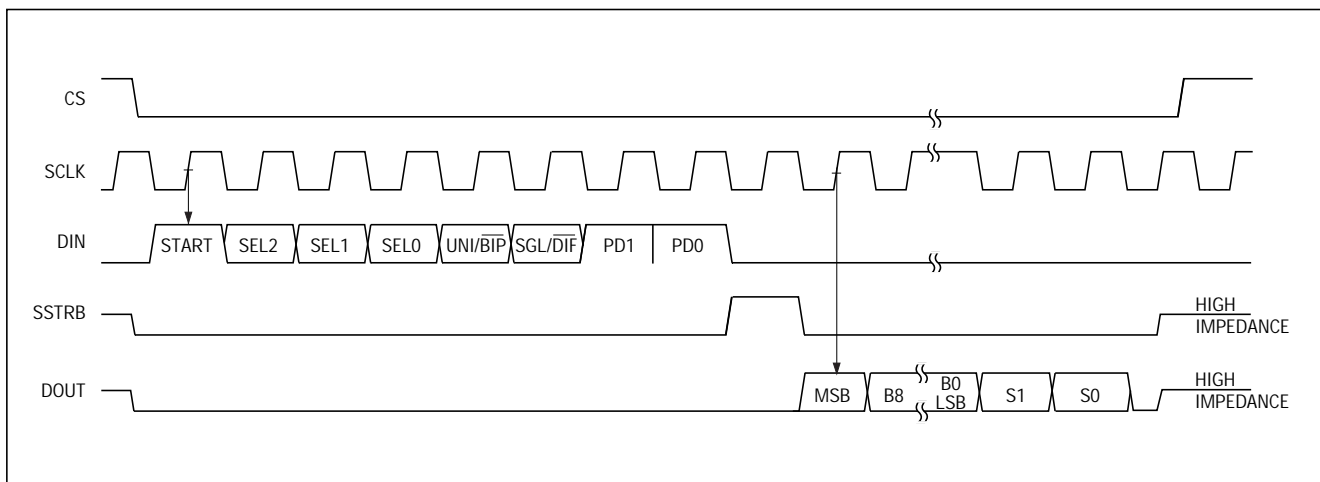 CS
SCLK
DIN
START SEL2 SEL1 SEL0 UNI/BIP SGL/DIF PD1 PD0
SSTRB
HIGH
IMPEDANCE
DOUT
MSB B8 B0
LSB S1 S0
HIGH
IMPEDANCE